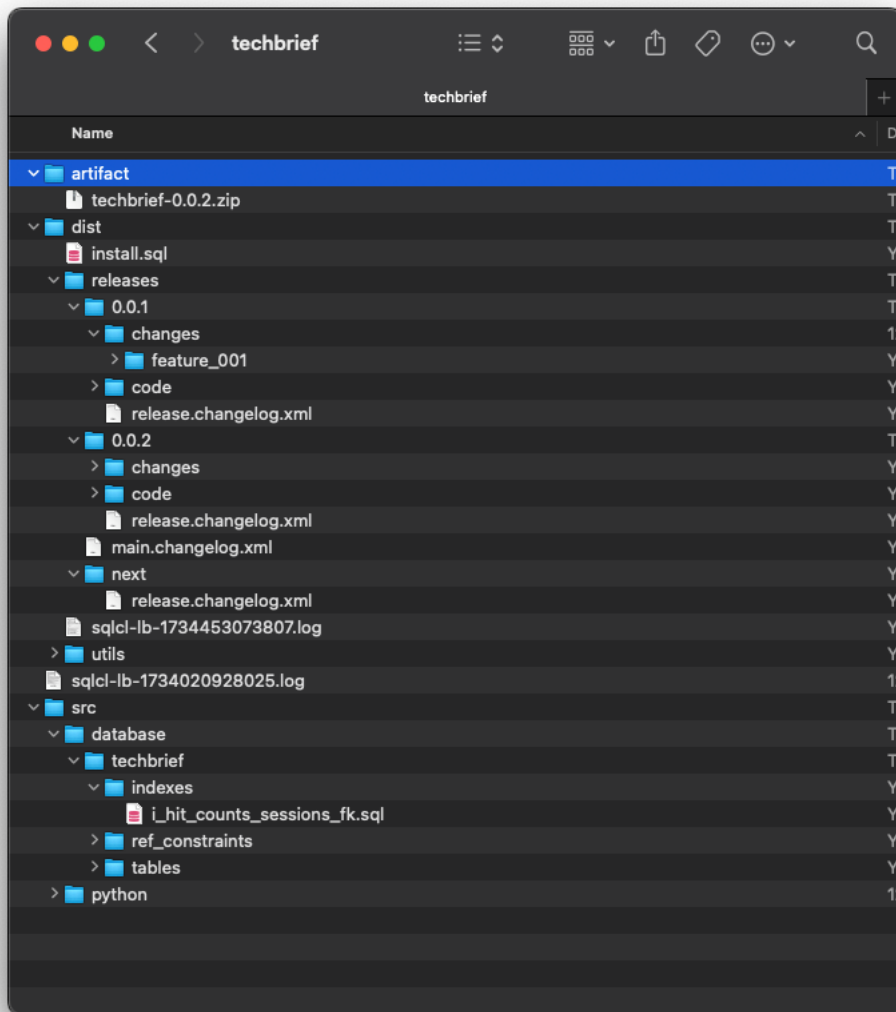 techbrief
techbrief
Name
artifact
techbrief-0.0.2.zip
dist
install.sql
releases
0.0.1
changes
feature_001
code
release.changelog.xml
0.0.2
changes
code
release.changelog.xml
main.changelog.xml
next
release.changelog.xml
sqlcl-lb-1734453073807.log
utils
sqlcl-lb-1734020928025.log
src
database
techbrief
indexes
i_hit_counts_sessions_fk.sql
ref_constraints
tables
python